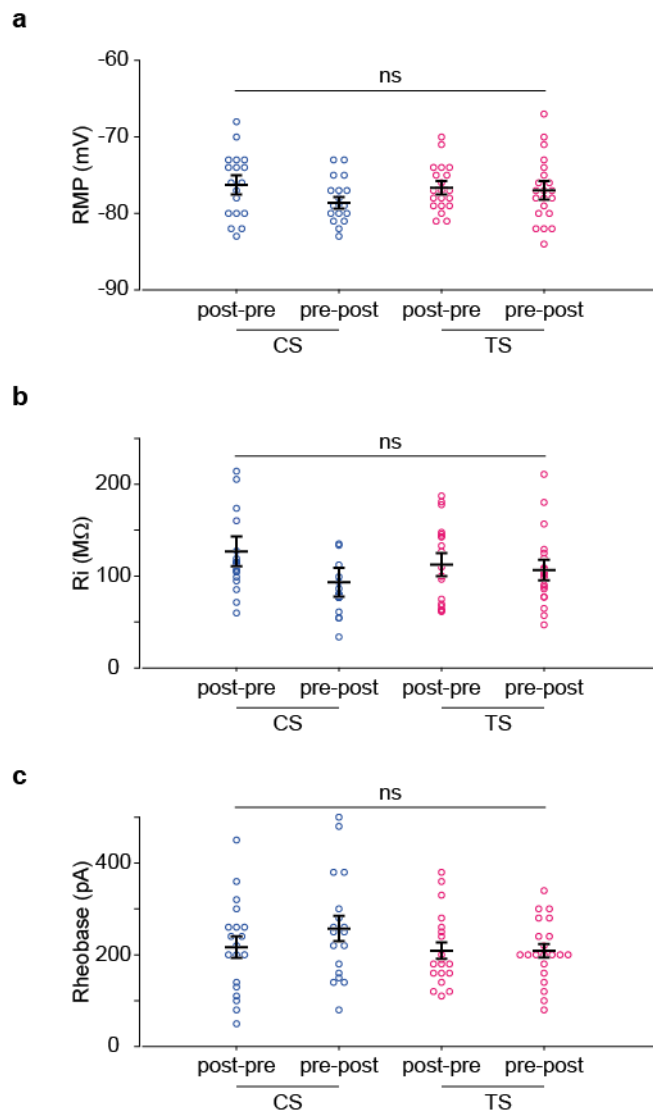 a
-60
ns
-70
RMP (mV)
-80
-90
post-pre pre-post post-pre pre-post
CS TS
b
ns
200
Ri (MΩ)
100
0
post-pre pre-post post-pre pre-post
CS TS
c
ns
400
Rheobase (pA)
200
0
post-pre pre-post post-pre pre-post
CS TS